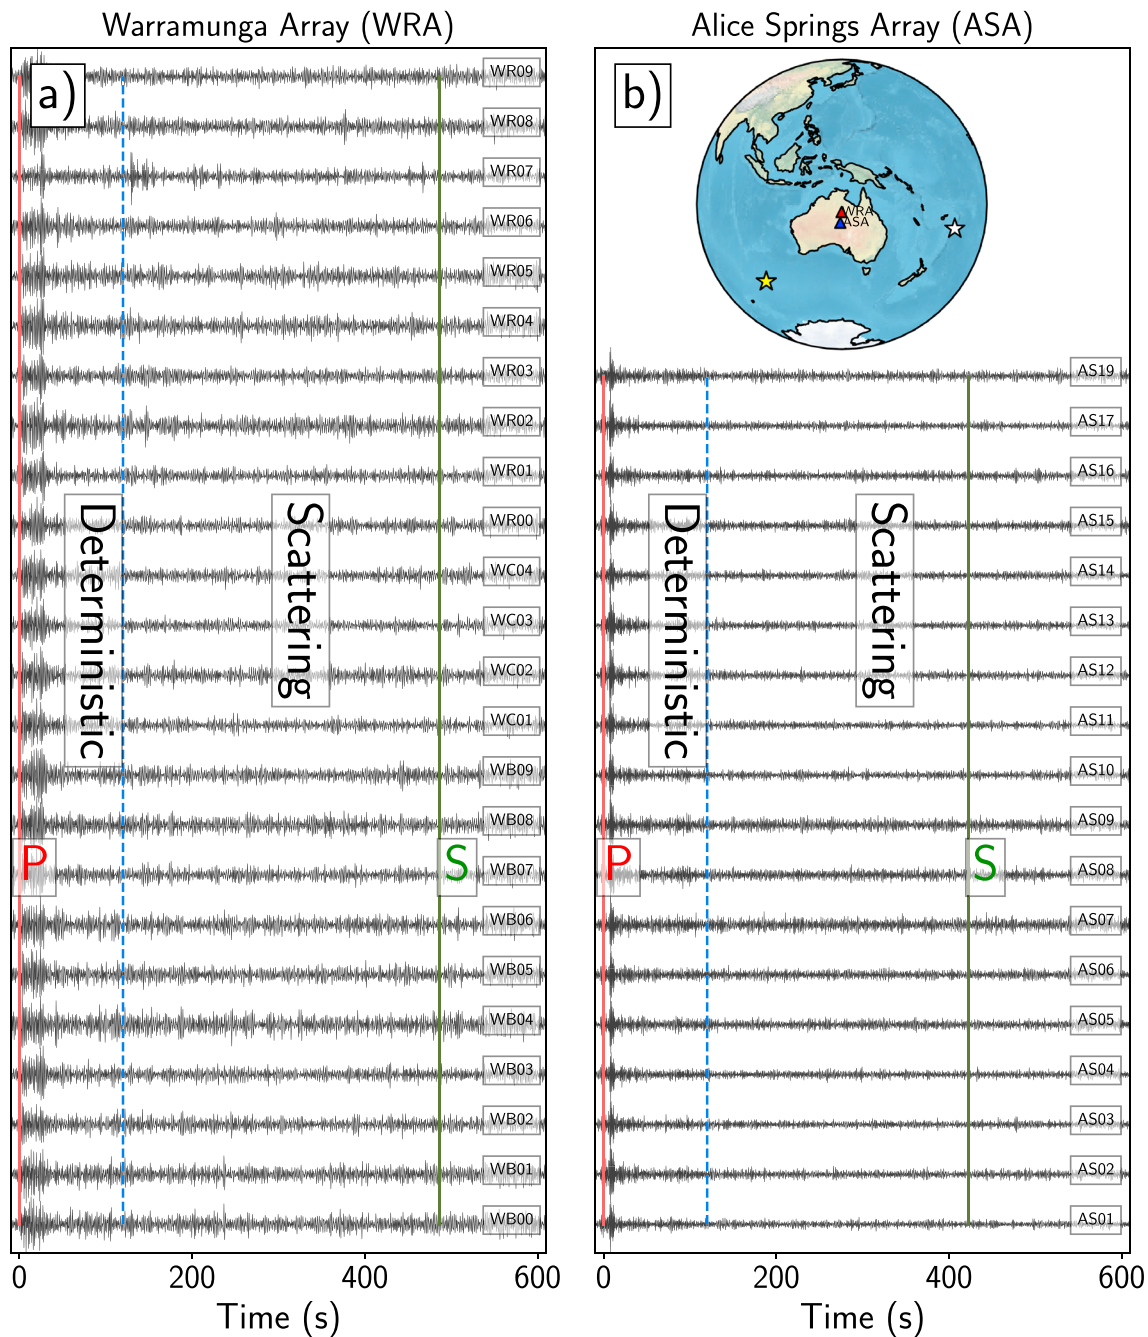 Warramunga Array (WRA)
a)
WR09
WR08
WR07
WR06
WR05
WR04
WR03
WR02
WR01
WR00
WC04
WC03
WC02
WC01
WB09
WB08
WB07
WB06
WB05
WB04
WB03
WB02
WB01
WB00
Deterministic
Scattering
P
S
0 200 400 600
Time (s)
Alice Springs Array (ASA)
b)
WRA
ASA
AS19
AS17
AS16
AS15
AS14
AS13
AS12
AS11
AS10
AS09
AS08
AS07
AS06
AS05
AS04
AS03
AS02
AS01
Deterministic
Scattering
P
S
0 200 400 600
Time (s)